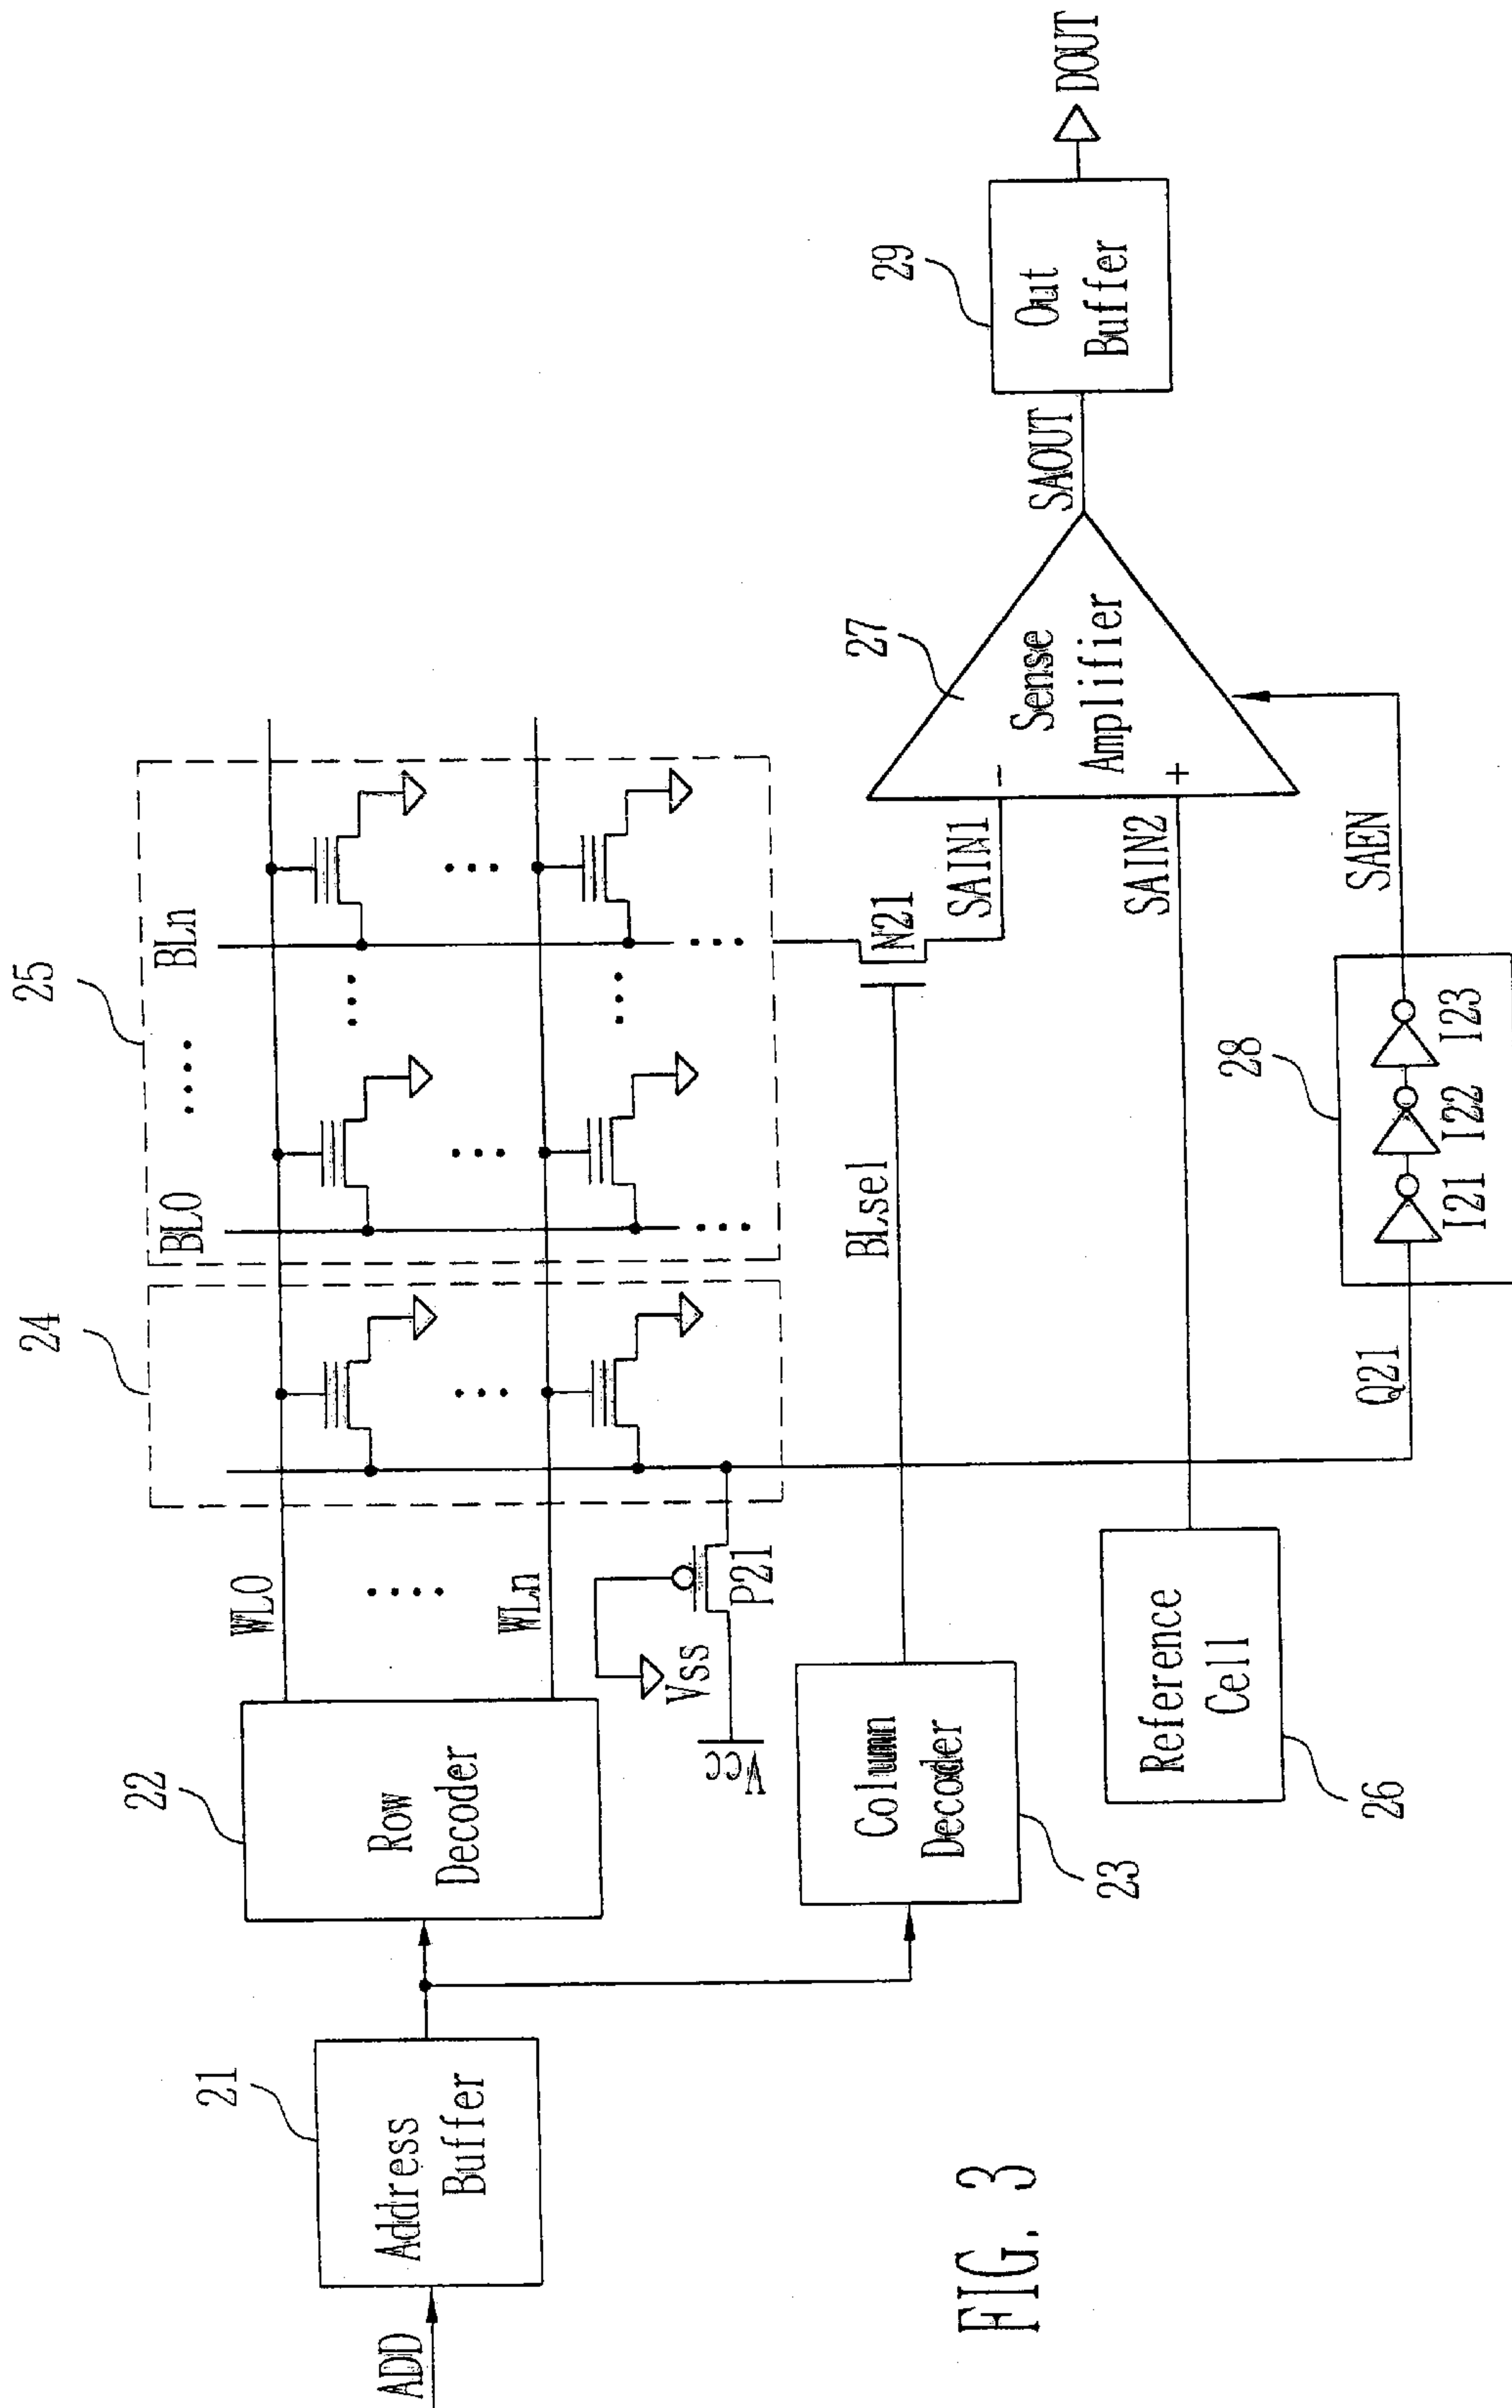 ADD
21
Address
Buffer
22
Row
Decoder
WL0
WLn
24
25
BL0
BLn
Vss
Vcc
P21
Column
Decoder
23
BLsel
N21
SAIN1
SAIN2
Reference
Cell
26
Q21
28
I21
I22
I23
SAEN
27
Sense
Amplifier
-
+
SAOUT
29
Out
Buffer
DOUT
FIG. 3